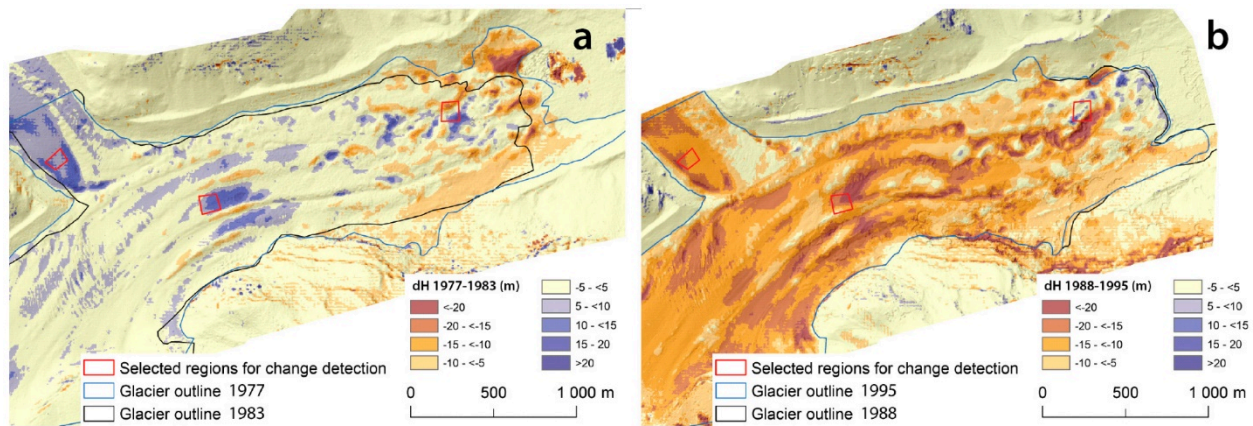 a
dH 1977-1983 (m)
<-20
-20 - <-15
-15 - <-10
-10 - <-5
-5 - <5
5 - <10
10 - <15
15 - 20
>20
Selected regions for change detection
Glacier outline 1977
Glacier outline 1983
0 500 1 000 m
b
dH 1988-1995 (m)
<-20
-20 - <-15
-15 - <-10
-10 - <-5
-5 - <5
5 - <10
10 - <15
15 - 20
>20
Selected regions for change detection
Glacier outline 1995
Glacier outline 1988
0 500 1 000 m